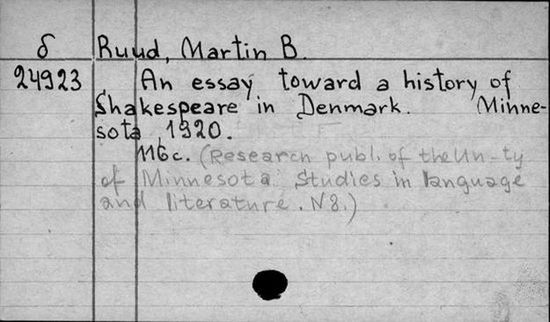 δ Ruud, Martin B.
24923 An essay toward a history of
Shakespeare in Denmark. Minne-
sota, 1920.
116c. (Research publ. of the Un-ty
of Minnesota. Studies in language
and literature. N8.)